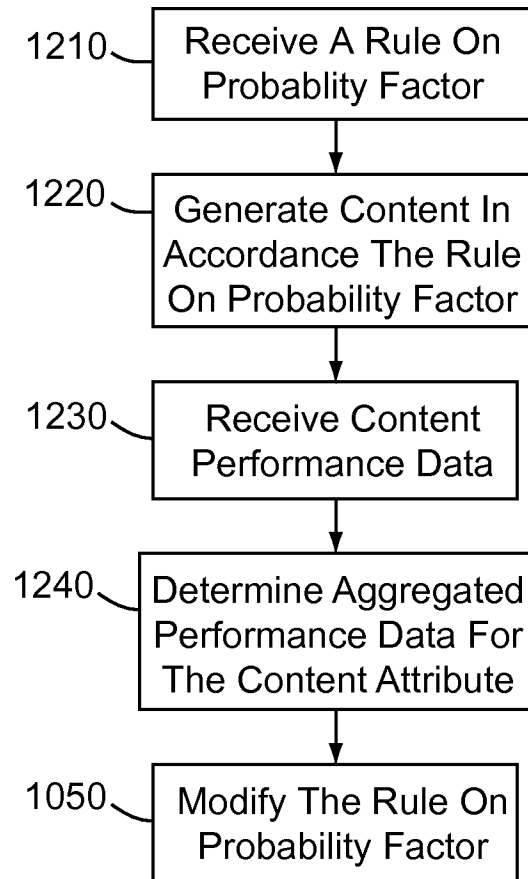 1210
Receive A Rule On
Probablity Factor
1220
Generate Content In
Accordance The Rule
On Probability Factor
1230
Receive Content
Performance Data
1240
Determine Aggregated
Performance Data For
The Content Attribute
1050
Modify The Rule On
Probability Factor